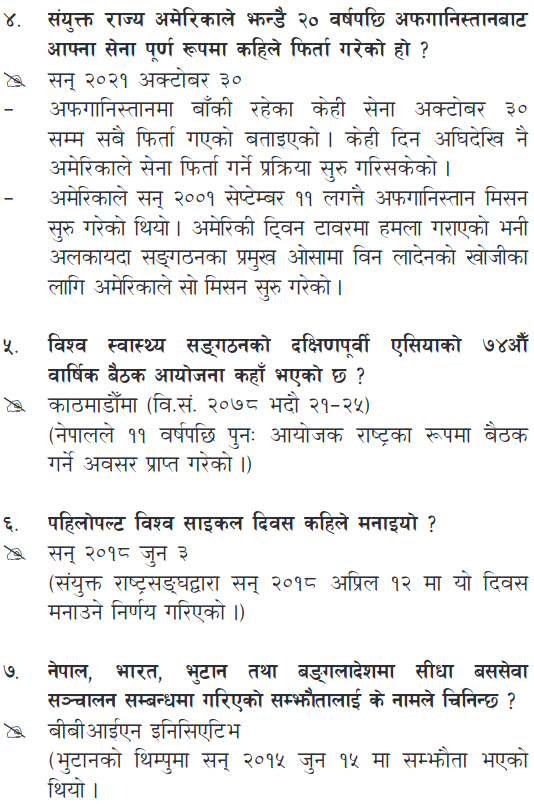 ४. संयुक्त राज्य अमेरिकाले झन्डै २० वर्षपछि अफगानिस्तानबाट
आफ्ना सेना पूर्ण रूपमा कहिले फिर्ता गरेको हो ?
सन् २०२१ अक्टोबर ३०
– अफगानिस्तानमा बाँकी रहेका केही सेना अक्टोबर ३०
सम्म सबै फिर्ता गएको बताइएको । केही दिन अघिदेखि नै
अमेरिकाले सेना फिर्ता गर्ने प्रक्रिया सुरु गरिसकेको ।
– अमेरिकाले सन् २००१ सेप्टेम्बर ११ लगत्तै अफगानिस्तान मिसन
सुरु गरेको थियो । अमेरिकी ट्विन टावरमा हमला गराएको भनी
अलकायदा सङ्गठनका प्रमुख ओसामा विन लादेनको खोजीका
लागि अमेरिकाले सो मिसन सुरु गरेको ।
५. विश्व स्वास्थ्य सङ्गठनको दक्षिणपूर्वी एसियाको ७४औँ
वार्षिक बैठक आयोजना कहाँ भएको छ ?
काठमाडौँमा (वि.सं. २०७८ भदौ २१–२५)
(नेपालले ११ वर्षपछि पुनः आयोजक राष्ट्रका रूपमा बैठक
गर्ने अवसर प्राप्त गरेको ।)
६. पहिलोपल्ट विश्व साइकल दिवस कहिले मनाइयो ?
सन् २०१८ जुन ३
(संयुक्त राष्ट्रसङ्घद्वारा सन् २०१८ अप्रिल १२ मा यो दिवस
मनाउने निर्णय गरिएको ।)
७. नेपाल, भारत, भुटान तथा बङ्गलादेशमा सीधा बससेवा
सञ्चालन सम्बन्धमा गरिएको सम्झौतालाई के नामले चिनिन्छ ?
बीबीआईएन इनिसिएटिभ
(भुटानको थिम्पुमा सन् २०१५ जुन १५ मा सम्झौता भएको
थियो ।